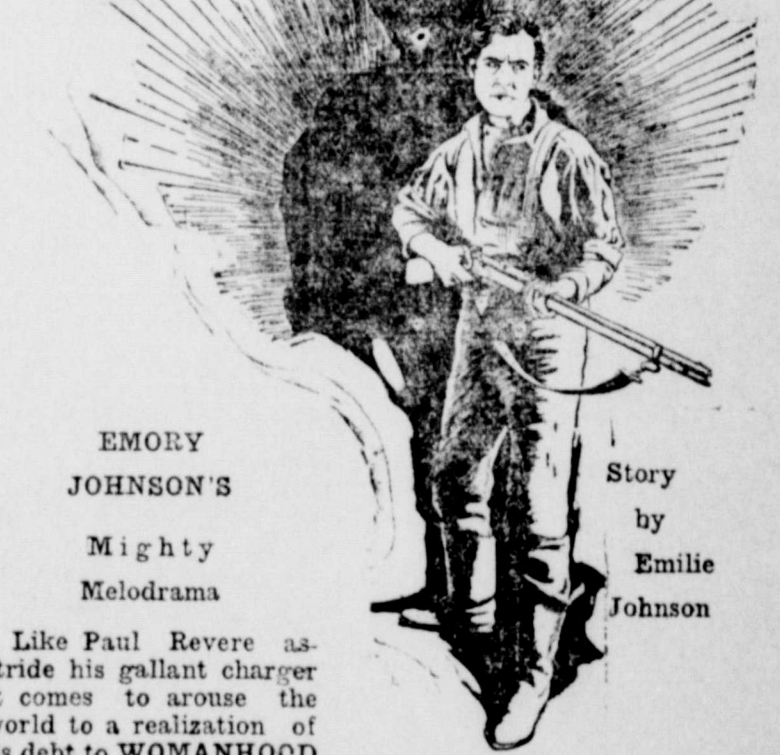 EMORY
JOHNSON'S
Mighty
Melodrama
Story
by
Emilie
Johnson
Like Paul Revere as-
tride his gallant charger
comes to arouse the
world to a realization of
debt to WOMANHOOD